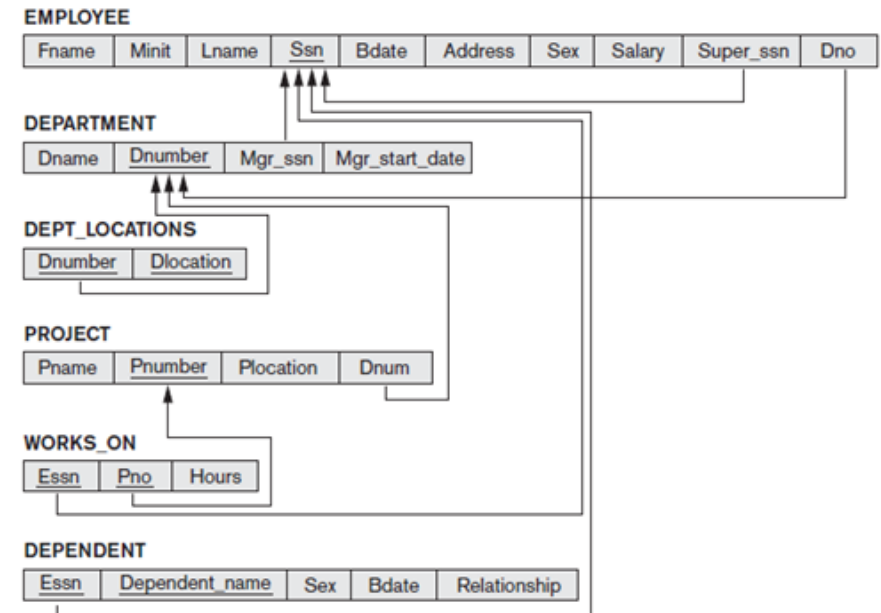 EMPLOYEE
Fname Minit Lname Ssn Bdate Address Sex Salary Super_ssn Dno
DEPARTMENT
Dname Dnumber Mgr_ssn Mgr_start_date
DEPT_LOCATIONS
Dnumber Dlocation
PROJECT
Pname Pnumber Plocation Dnum
WORKS_ON
Essn Pno Hours
DEPENDENT
Essn Dependent_name Sex Bdate Relationship